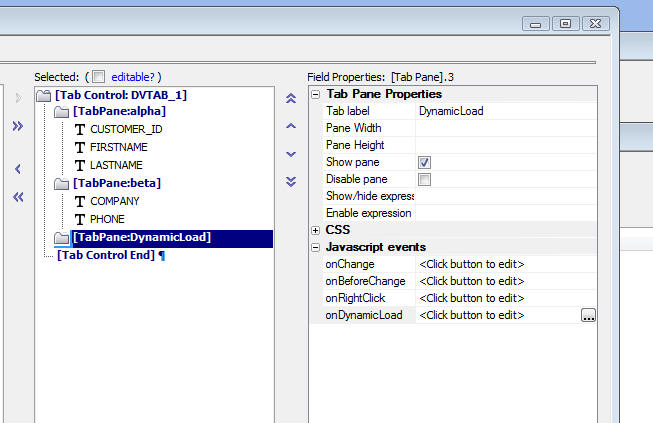 Selected: ( editable? )
[Tab Control: DVTAB_1]
[TabPane:alpha]
CUSTOMER_ID
FIRSTNAME
LASTNAME
[TabPane:beta]
COMPANY
PHONE
[TabPane:DynamicLoad]
[Tab Control End] ¶
Field Properties: [Tab Pane].3
Tab Pane Properties
Tab label DynamicLoad
Pane Width
Pane Height
Show pane
Disable pane
Show/hide express
Enable expression
CSS
Javascript events
onChange <Click button to edit>
onBeforeChange <Click button to edit>
onRightClick <Click button to edit>
onDynamicLoad <Click button to edit> ...